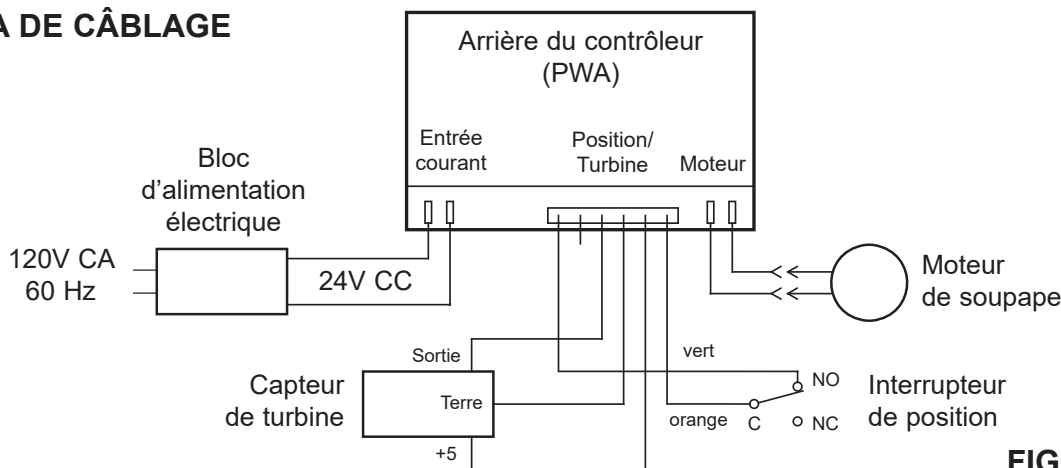 A DE CÂBLAGE
Arrière du contrôleur
(PWA)
Entrée
courant
Position/
Turbine
Moteur
Bloc
d'alimentation
électrique
120V CA
60 Hz
24V CC
Moteur
de soupape
Sortie
vert
Capteur
de turbine
Terre
NO
Interrupteur
de position
orange
C
NC
+5
FIG